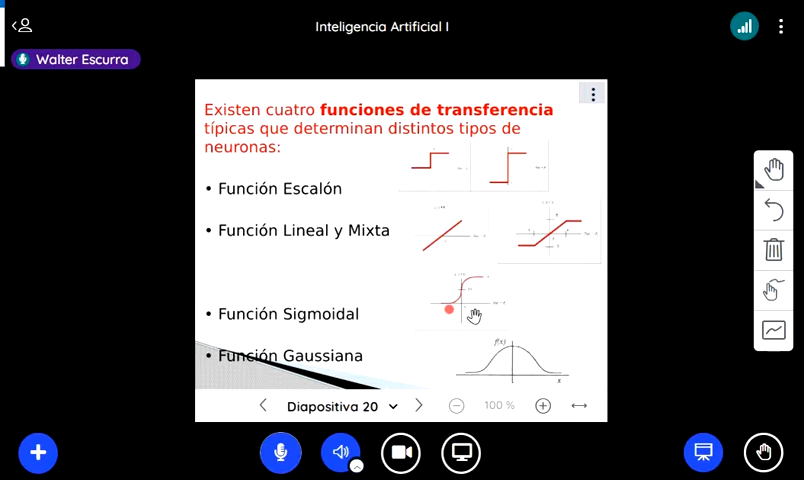 Inteligencia Artificial I
Walter Escurra
Existen cuatro funciones de transferencia
típicas que determinan distintos tipos de
neuronas:
• Función Escalón
• Función Lineal y Mixta
• Función Sigmoidal
• Función Gaussiana
f(x)
x
Diapositiva 20
100 %